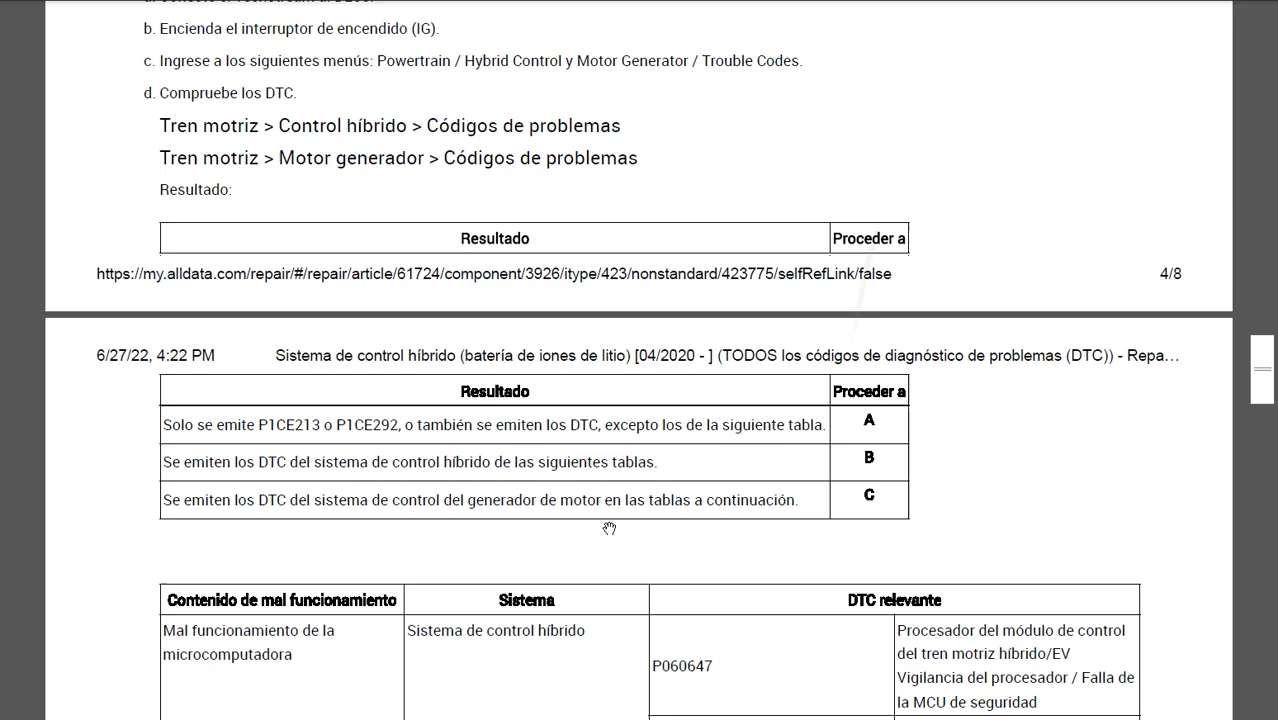 b. Encienda el interruptor de encendido (IG).
c. Ingrese a los siguientes menús: Powertrain / Hybrid Control y Motor Generator / Trouble Codes.
d. Compruebe los DTC.
Tren motriz > Control híbrido > Códigos de problemas
Tren motriz > Motor generador > Códigos de problemas
Resultado:
Resultado Proceder a
https://my.alldata.com/repair/#/repair/article/61724/component/3926/itype/423/nonstandard/423775/selfRefLink/false 4/8
6/27/22, 4:22 PM Sistema de control híbrido (batería de iones de litio) [04/2020 - ] (TODOS los códigos de diagnóstico de problemas (DTC)) - Repa…
Resultado Proceder a
Solo se emite P1CE213 o P1CE292, o también se emiten los DTC, excepto los de la siguiente tabla. A
Se emiten los DTC del sistema de control híbrido de las siguientes tablas. B
Se emiten los DTC del sistema de control del generador de motor en las tablas a continuación. C
Contenido de mal funcionamiento Sistema DTC relevante
Mal funcionamiento de la
microcomputadora
Sistema de control híbrido
P060647
Procesador del módulo de control
del tren motriz híbrido/EV
Vigilancia del procesador / Falla de
la MCU de seguridad